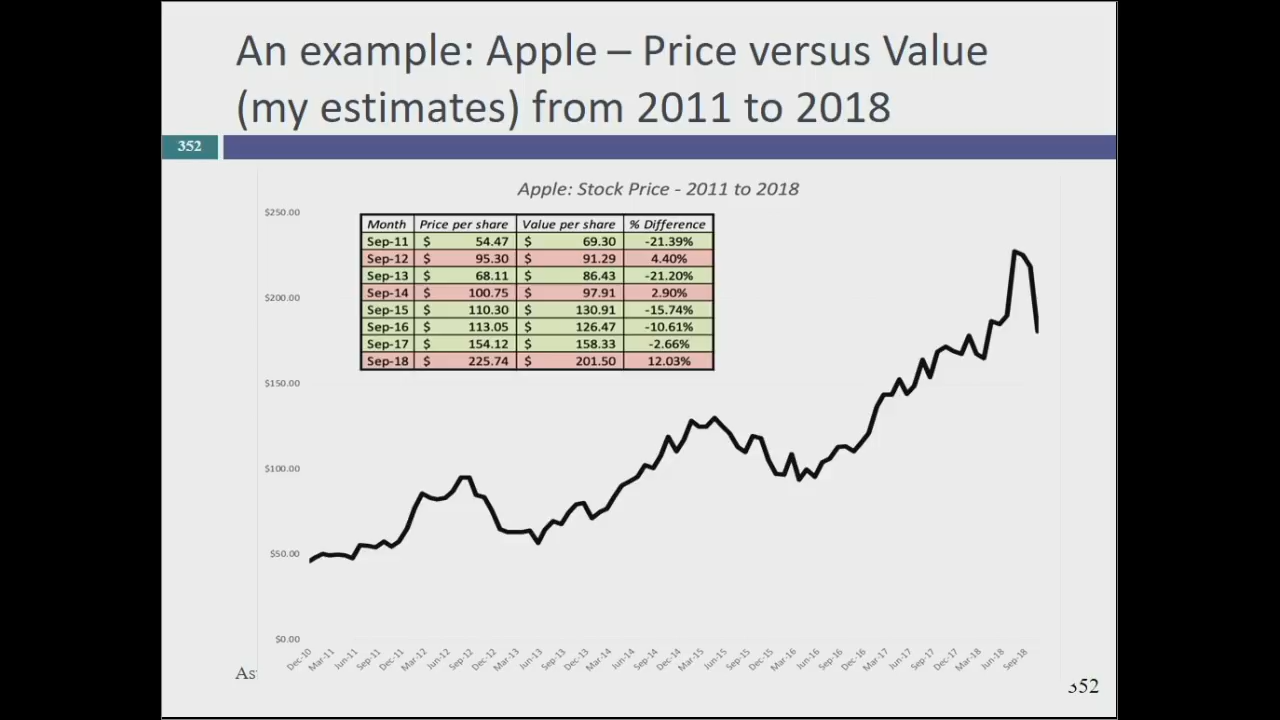 An example: Apple – Price versus Value
(my estimates) from 2011 to 2018
352
Apple: Stock Price - 2011 to 2018
$250.00
$200.00
$150.00
$100.00
$50.00
$0.00
Month Price per share Value per share % Difference
Sep-11 $ 54.47 $ 69.30 -21.39%
Sep-12 $ 95.30 $ 91.29 4.40%
Sep-13 $ 68.11 $ 86.43 -21.20%
Sep-14 $ 100.75 $ 97.91 2.90%
Sep-15 $ 110.30 $ 130.91 -15.74%
Sep-16 $ 113.05 $ 126.47 -10.61%
Sep-17 $ 154.12 $ 158.33 -2.66%
Sep-18 $ 225.74 $ 201.50 12.03%
Dec-10 Mar-11 Jun-11 Sep-11 Dec-11 Mar-12 Jun-12 Sep-12 Dec-12 Mar-13 Jun-13 Sep-13 Dec-13 Mar-14 Jun-14 Sep-14 Dec-14 Mar-15 Jun-15 Sep-15 Dec-15 Mar-16 Jun-16 Sep-16 Dec-16 Mar-17 Jun-17 Sep-17 Dec-17 Mar-18 Jun-18 Sep-18
As
352